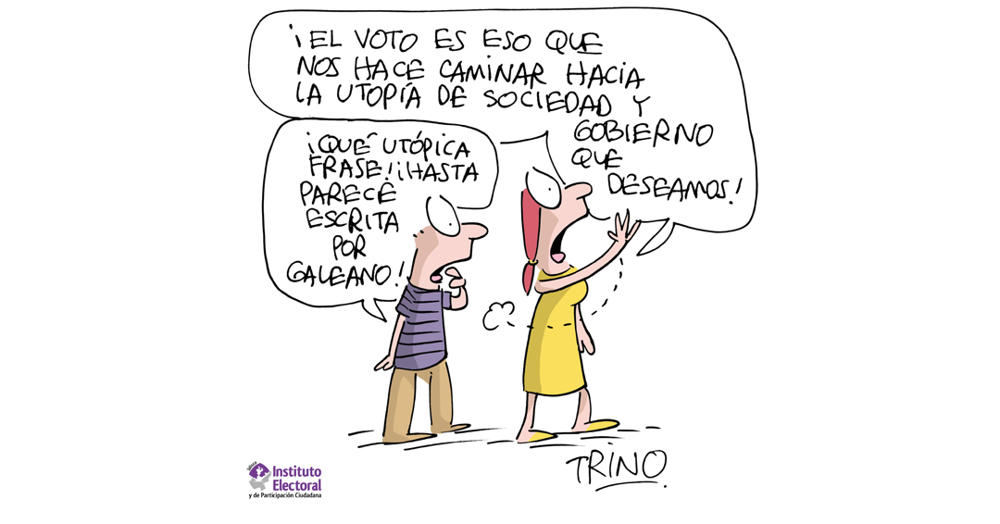 ¡EL VOTO ES ESO QUE
NOS HACE CAMINAR HACIA
LA UTOPÍA DE SOCIEDAD Y
GOBIERNO
QUE
DESEAMOS!
¡QUÉ UTÓPICA
FRASE! ¡HASTA
PARECE
ESCRITA
POR
GALEANO!
TRINO.
Jalisco
Instituto
Electoral
y de Participación Ciudadana